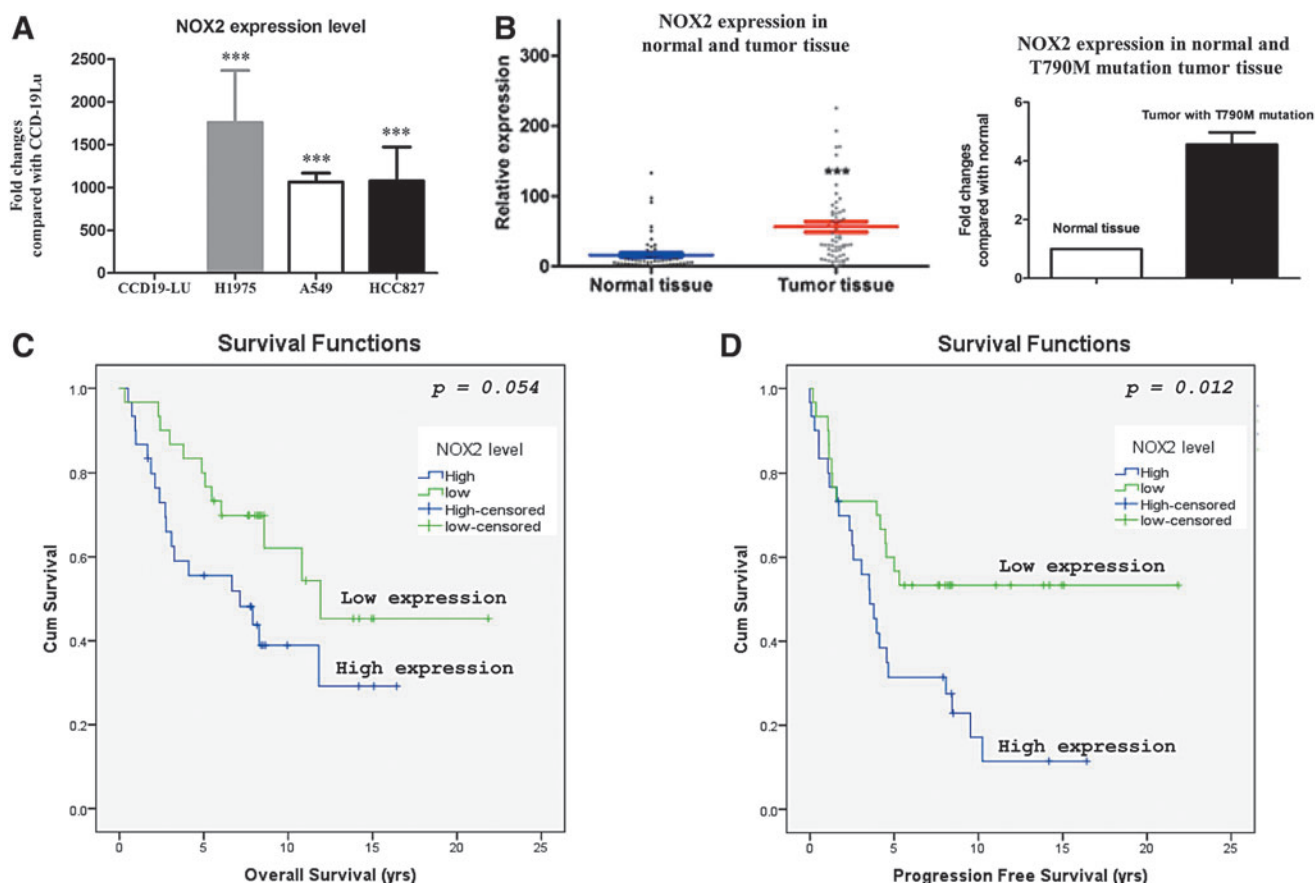 A
NOX2 expression level
Fold changes
compared with CCD-19Lu
2500
2000
1500
1000
500
0
***
***
***
CCD19-LU H1975 A549 HCC827
B
NOX2 expression in
normal and tumor tissue
Relative expression
300
200
100
0
***
Normal tissue Tumor tissue
NOX2 expression in normal and
T790M mutation tumor tissue
Fold changes
compared with normal
6
4
2
0
Tumor with T790M mutation
Normal tissue
C
Survival Functions
p = 0.054
NOX2 level
High
low
High-censored
low-censored
Cum Survival
1.0
0.8
0.6
0.4
0.2
0.0
Low expression
High expression
0 5 10 15 20 25
Overall Survival (yrs)
D
Survival Functions
p = 0.012
NOX2 level
High
low
High-censored
low-censored
Cum Survival
1.0
0.8
0.6
0.4
0.2
0.0
Low expression
High expression
0 5 10 15 20 25
Progression Free Survival (yrs)